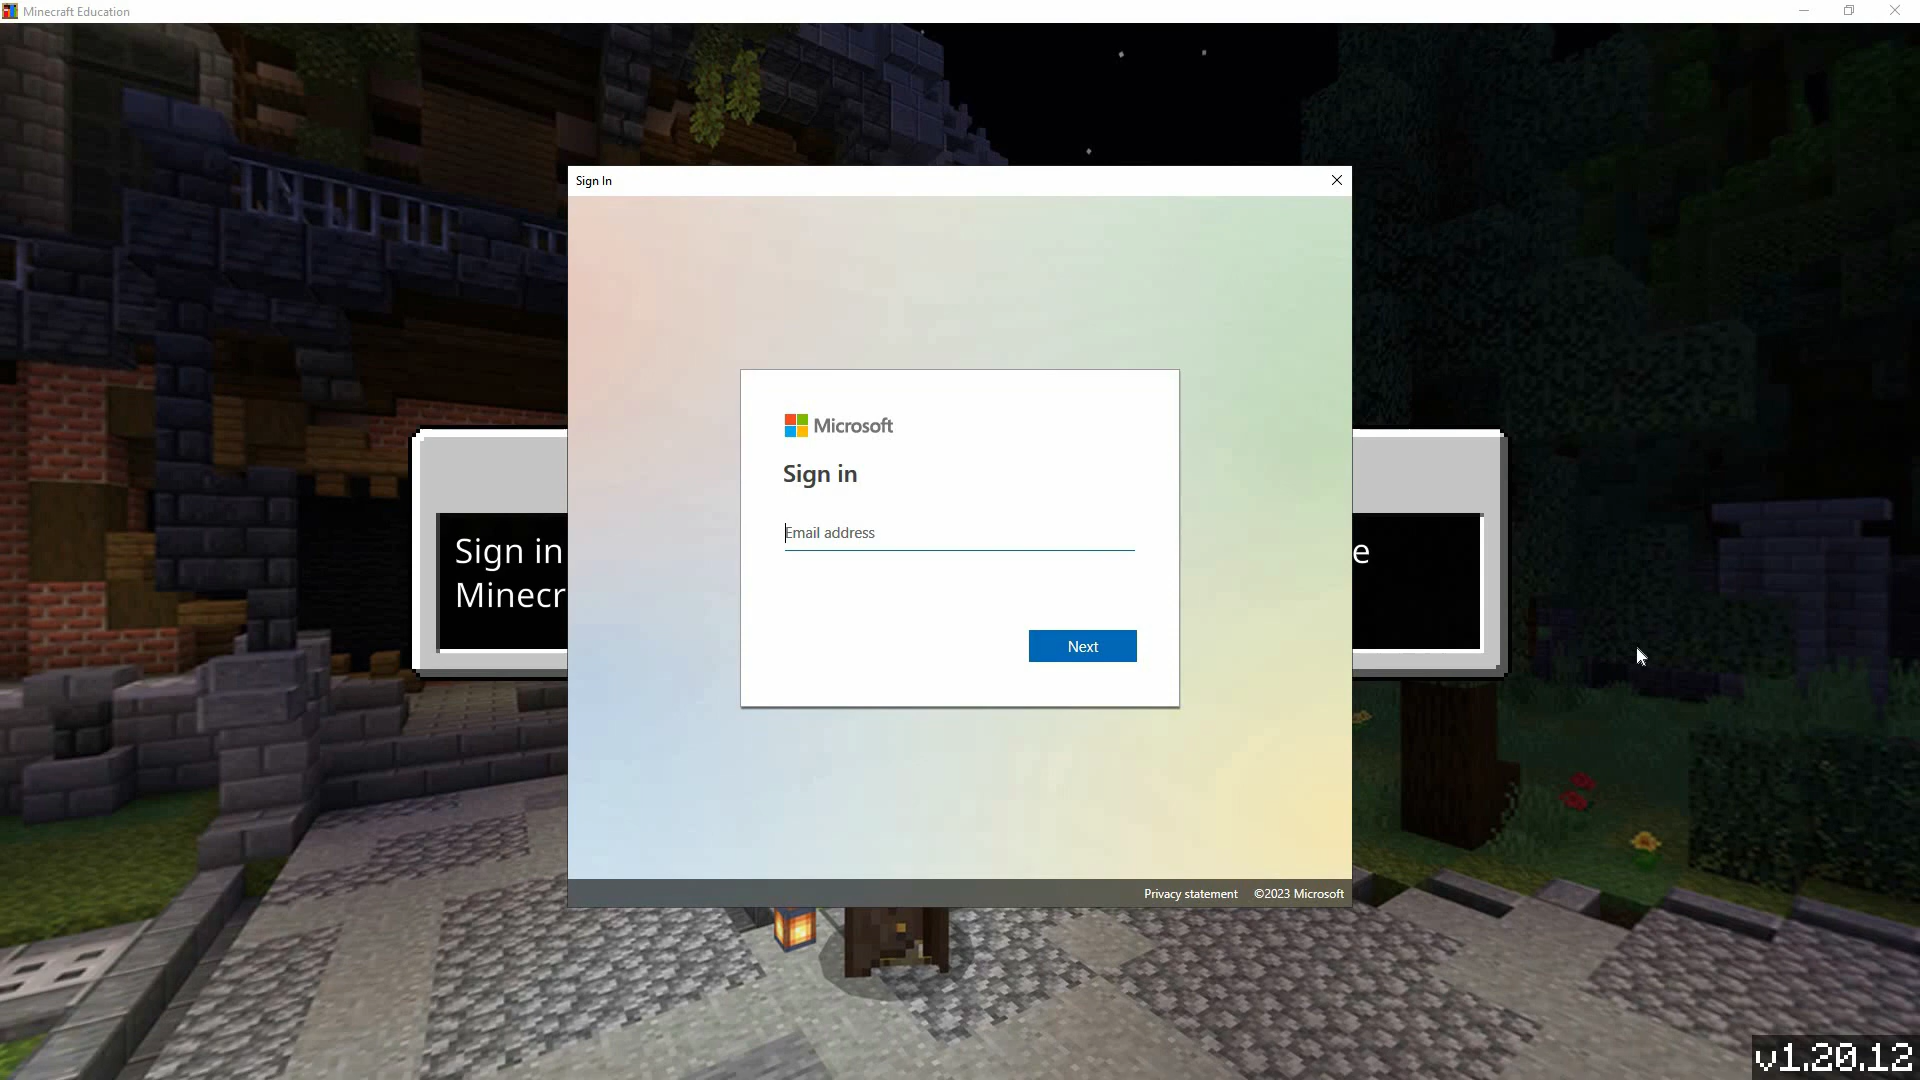 Minecraft Education
Sign In
Microsoft
Sign in
Email address
Sign in
e
Minecr
Next
Privacy statement ©2023 Microsoft
v1.20.12